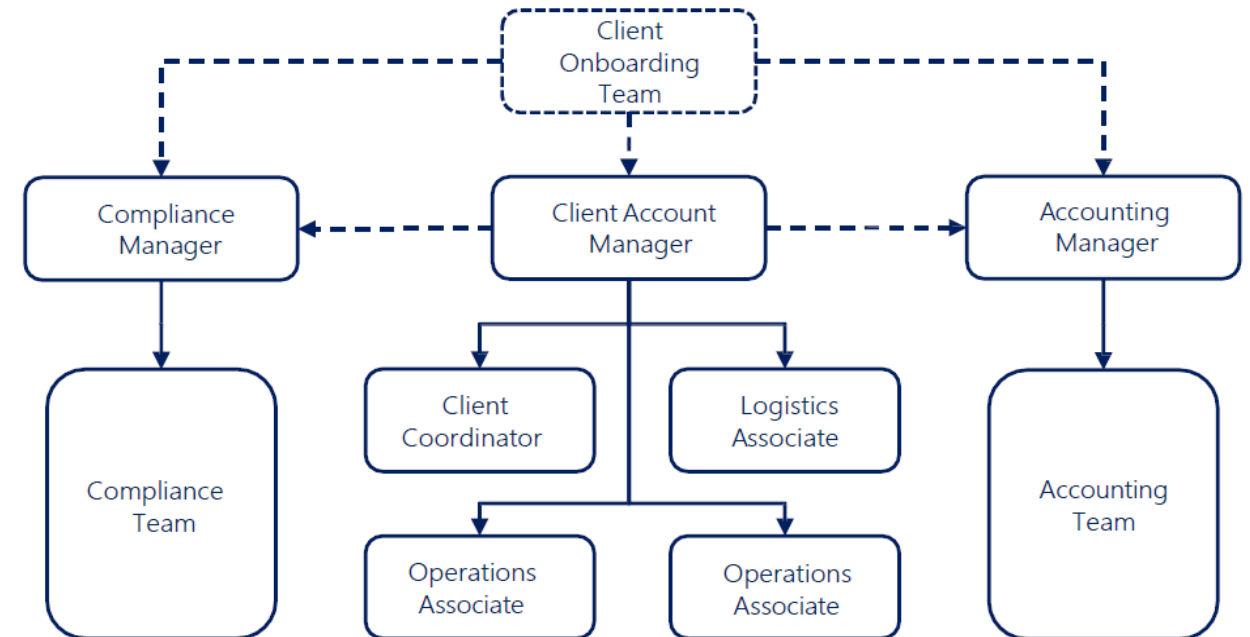 Client
Onboarding
Team
Compliance
Manager
Client Account
Manager
Accounting
Manager
Client
Coordinator
Logistics
Associate
Compliance
Team
Accounting
Team
Operations
Associate
Operations
Associate